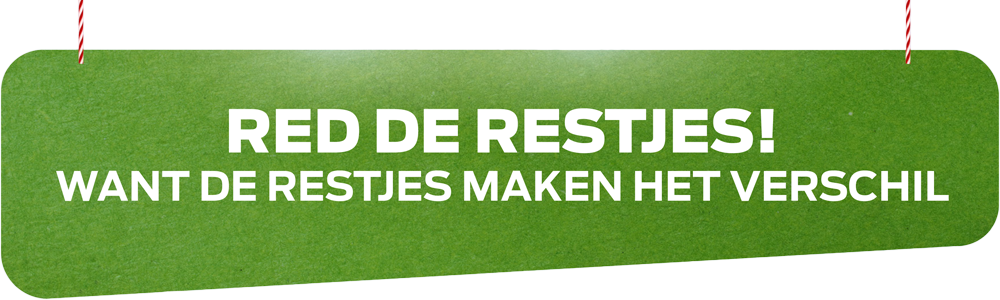 RED DE RESTJES!
WANT DE RESTJES MAKEN HET VERSCHIL